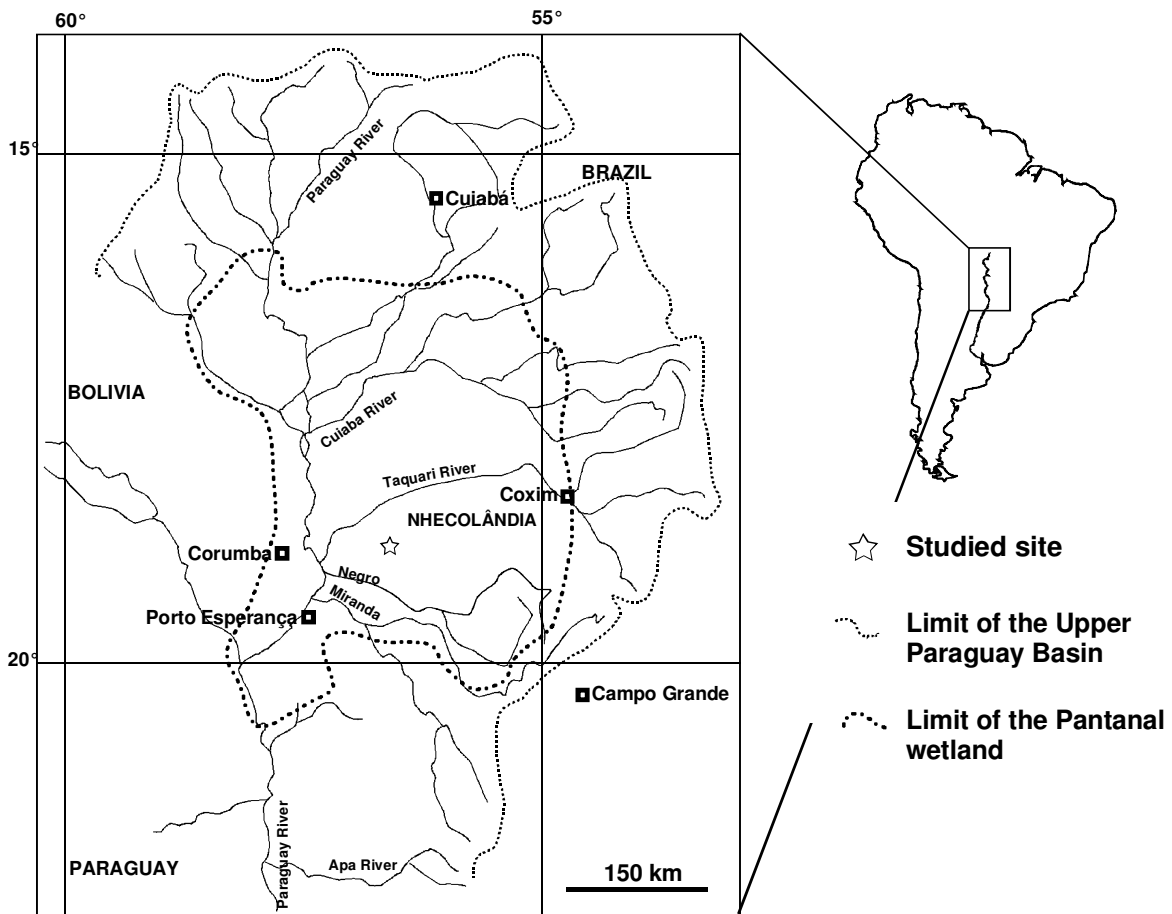 60°
55°
15°
Paraguay River
BRAZIL
Cuiabá
BOLIVIA
Cuiaba River
Taquari River
Coxim
NHECOLÂNDIA
Corumba
Negro
Miranda
Porto Esperança
20°
Campo Grande
Paraguay River
PARAGUAY
Apa River
150 km
Studied site
Limit of the Upper
Paraguay Basin
Limit of the Pantanal
wetland